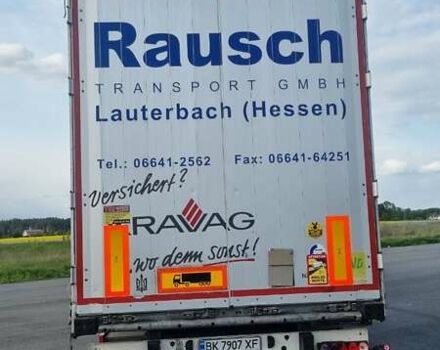 Rausch
TRANSPORT GMBH
Lauterbach (Hessen)
Tel.: 06641-2562 Fax: 06641-64251
versichert?
RAVAG
wo denn sonst!
BK 7907 XF